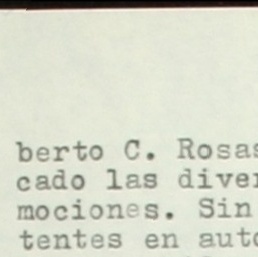 berto C. Rosas
cado las diver
mociones. Sin
tentes en auto